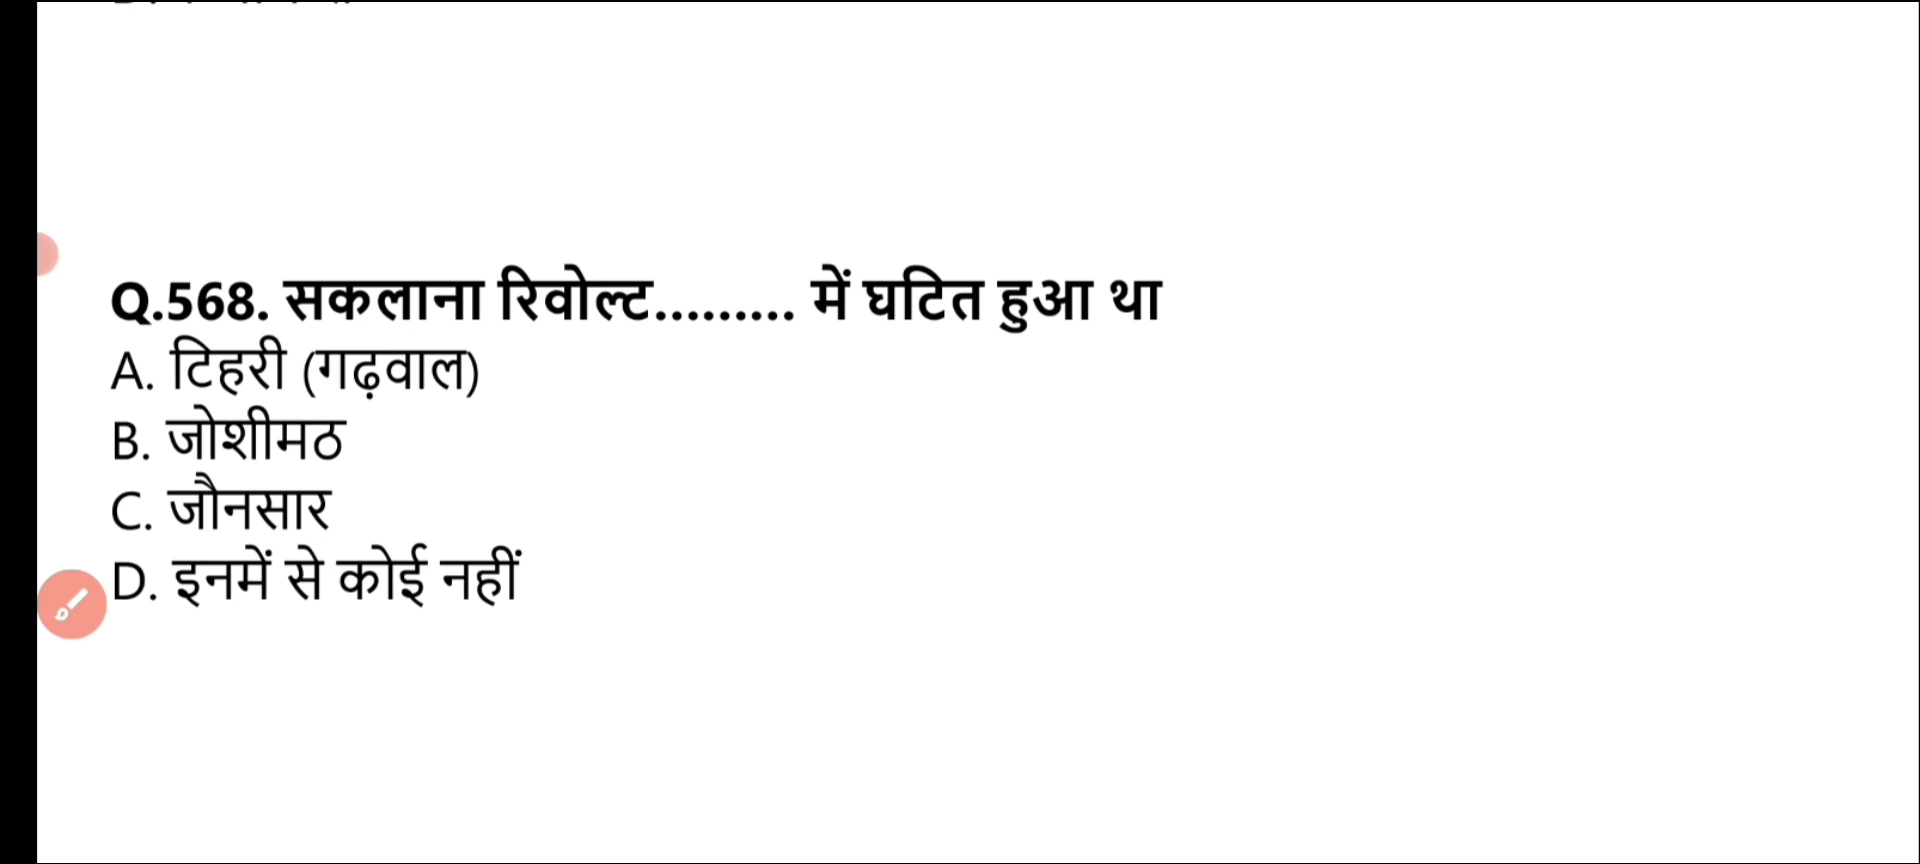 Q.568. सकलाना रिवोल्ट......... में घटित हुआ था
A. टिहरी (गढ़वाल)
B. जोशीमठ
C. जौनसार
D. इनमें से कोई नहीं